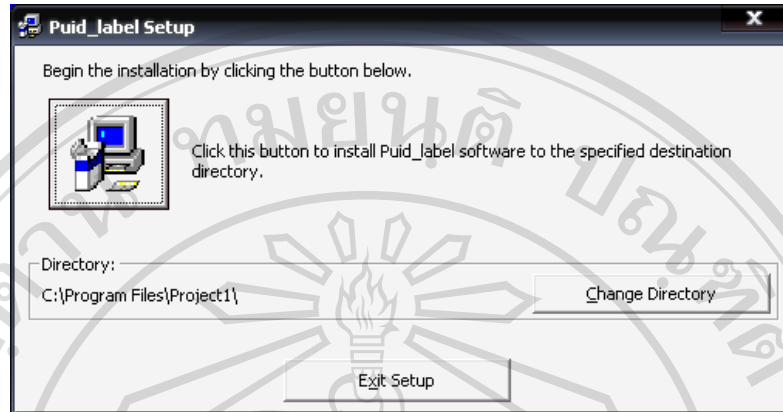 Puid_label Setup
Begin the installation by clicking the button below.
Click this button to install Puid_label software to the specified destination
directory.
Directory:
C:\Program Files\Project1\
Change Directory
Exit Setup